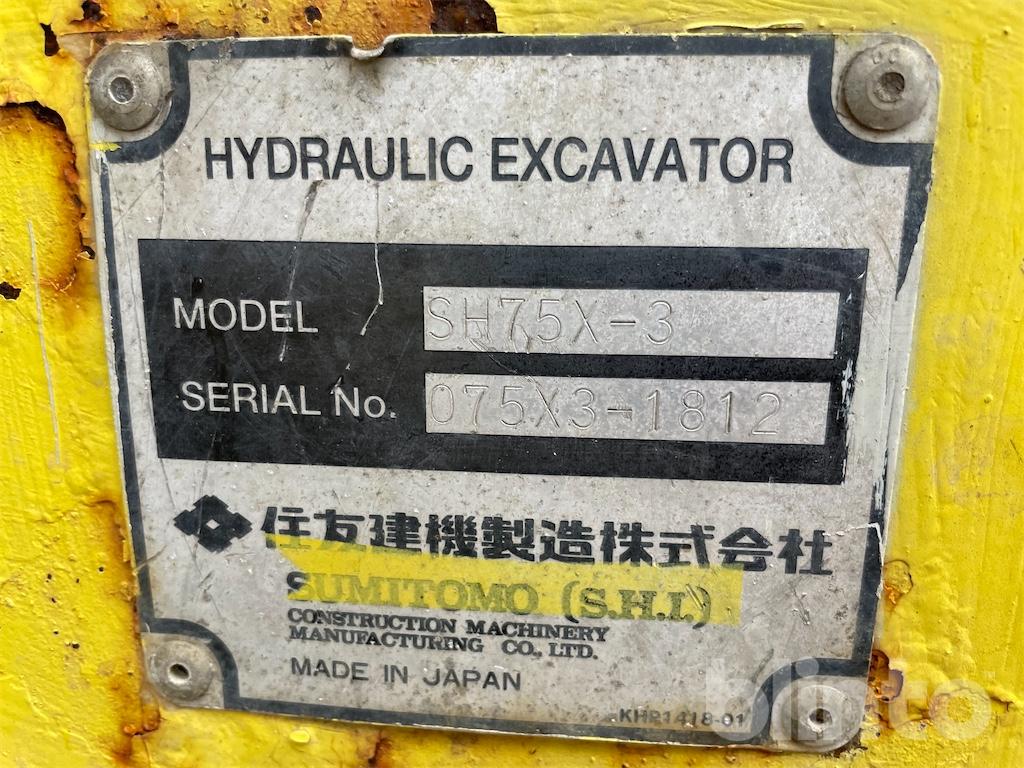 HYDRAULIC EXCAVATOR
MODEL SH75X-3
SERIAL No. 075X3-1812
住友建機製造株式会社
SUMITOMO (S.H.I.)
CONSTRUCTION MACHINERY
MANUFACTURING CO., LTD.
MADE IN JAPAN
KHR1418-01
blinto